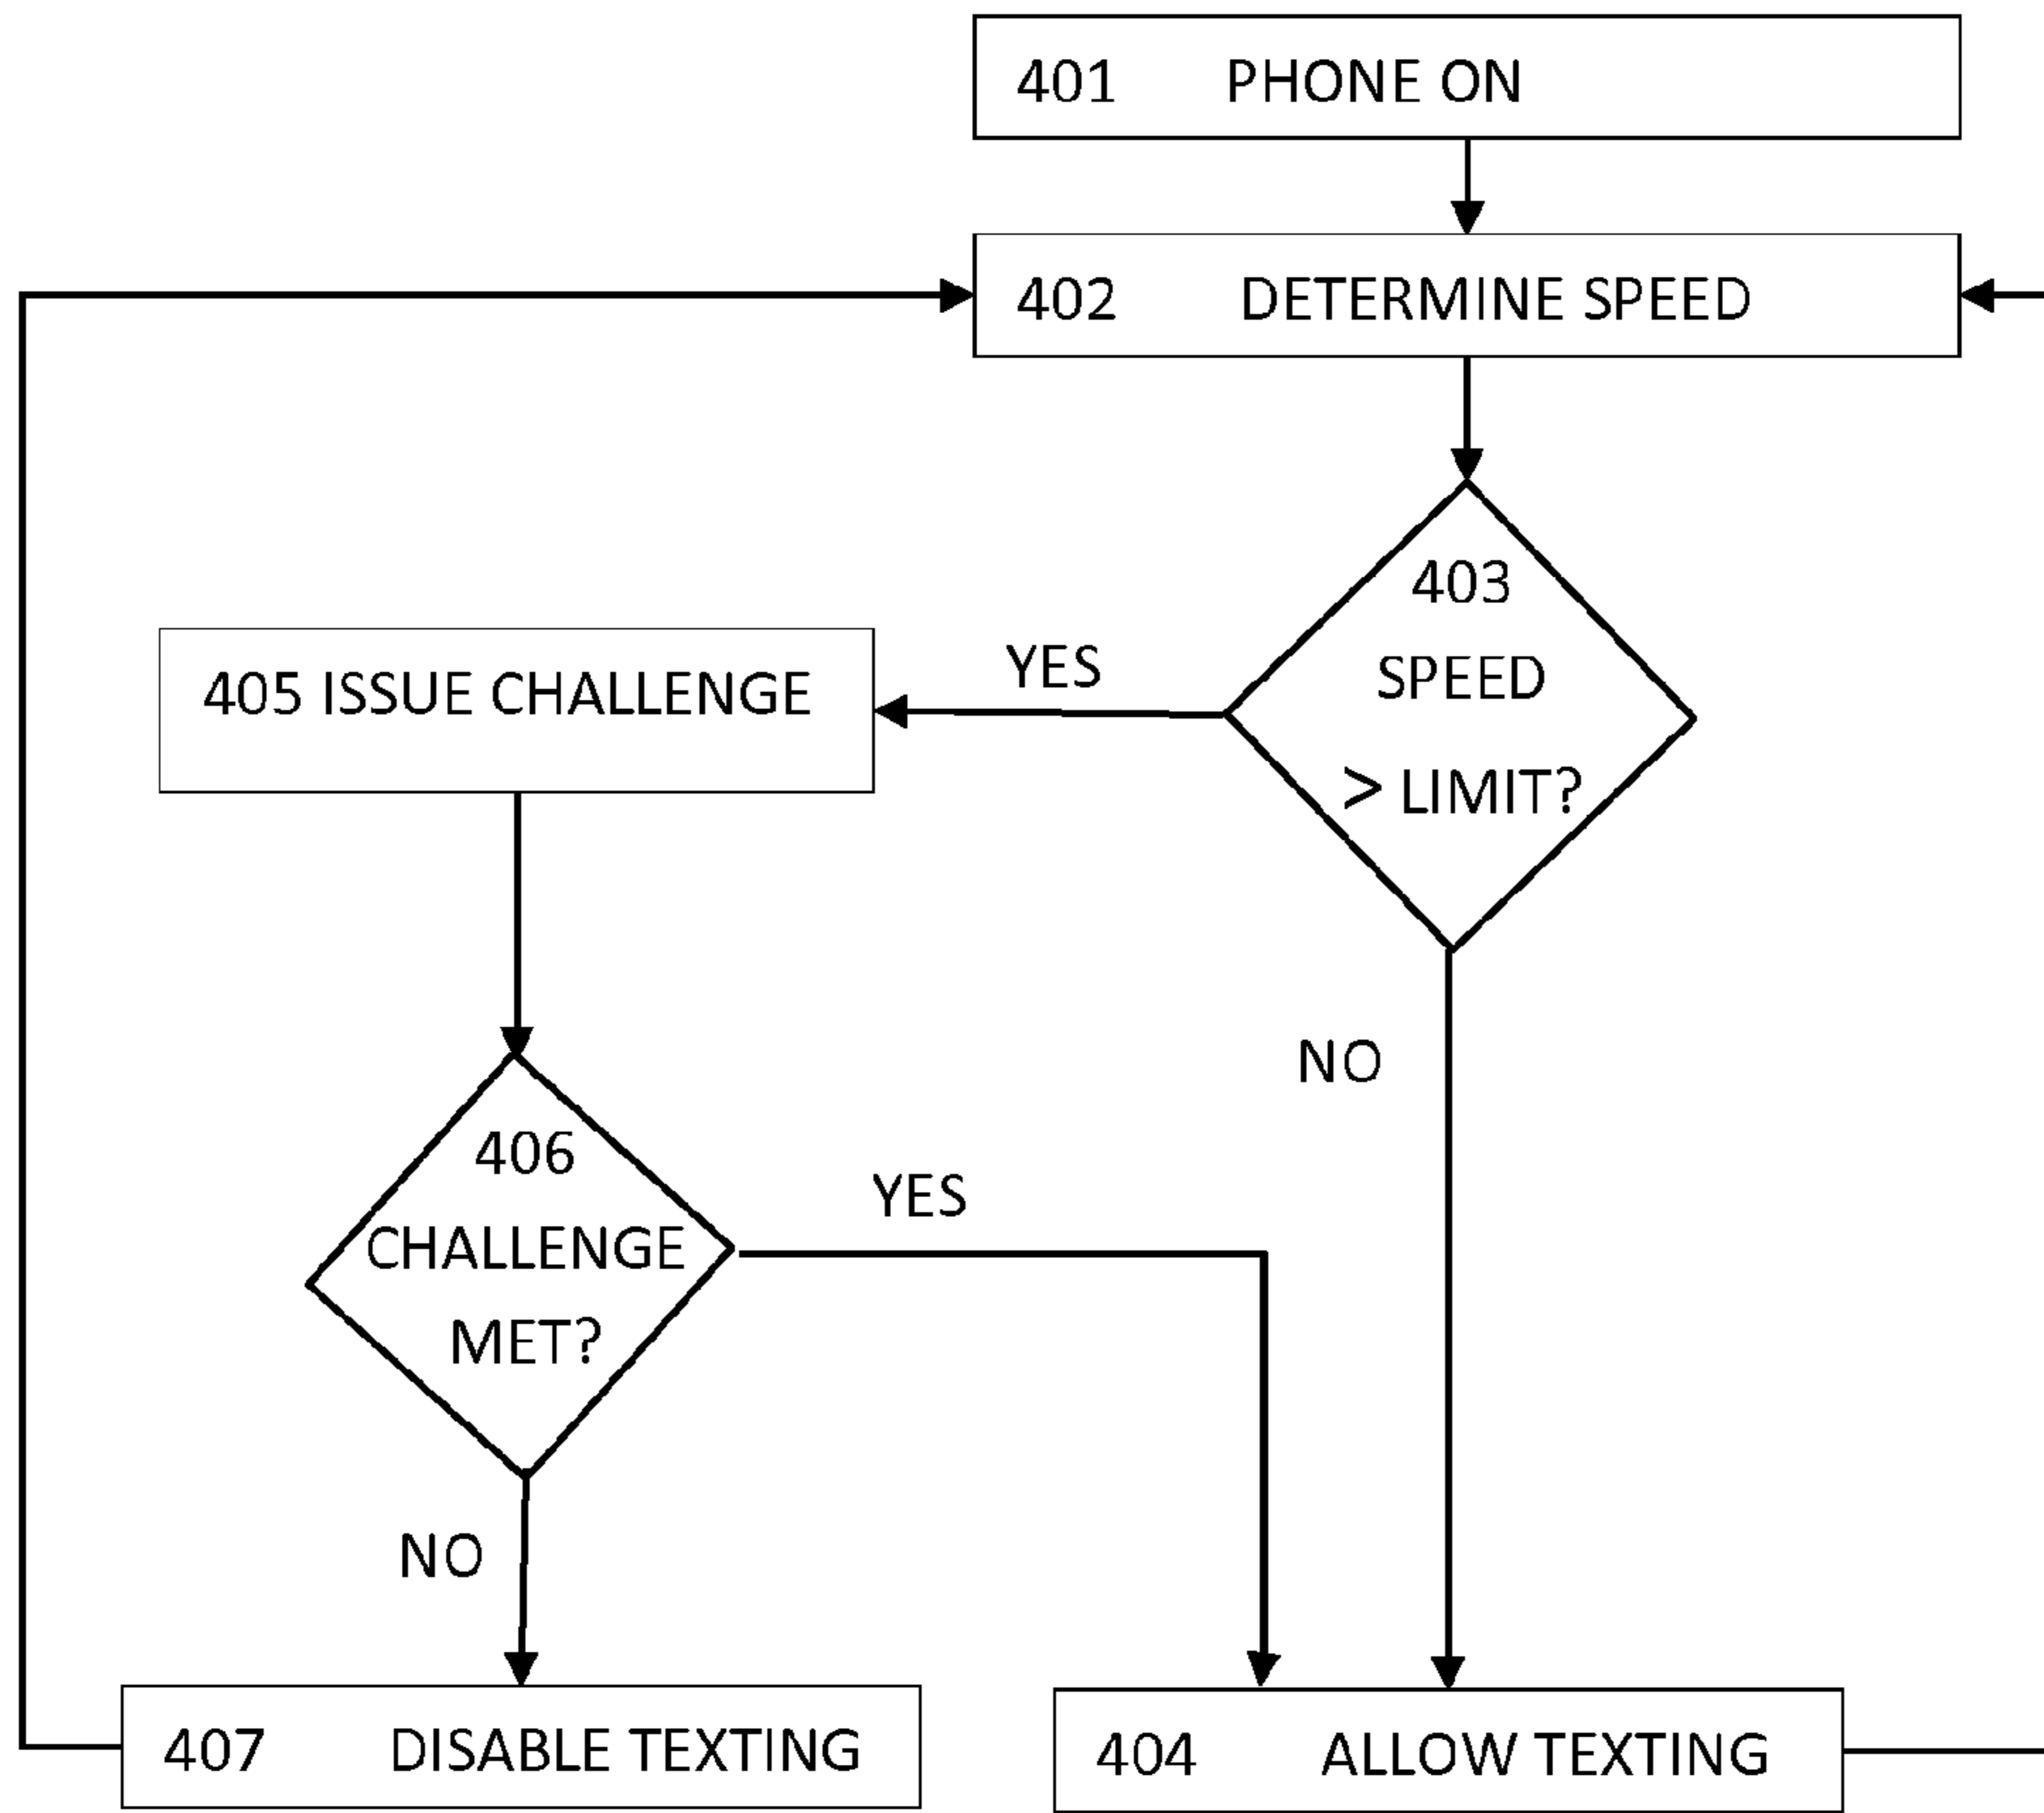 401 PHONE ON
402 DETERMINE SPEED
403
SPEED
> LIMIT?
YES
405 ISSUE CHALLENGE
NO
406
CHALLENGE
MET?
YES
NO
407 DISABLE TEXTING
404 ALLOW TEXTING